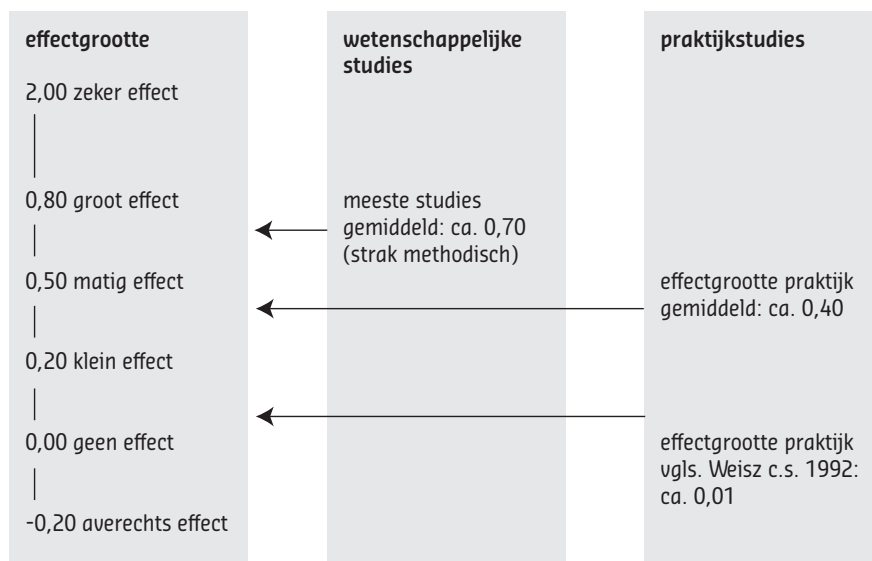 effectgrootte
2,00 zeker effect
0,80 groot effect
0,50 matig effect
0,20 klein effect
0,00 geen effect
-0,20 averechts effect
wetenschappelijke
studies
meeste studies
gemiddeld: ca. 0,70
(strak methodisch)
praktijkstudies
effectgrootte praktijk
gemiddeld: ca. 0,40
effectgrootte praktijk
vgls. Weisz c.s. 1992:
ca. 0,01